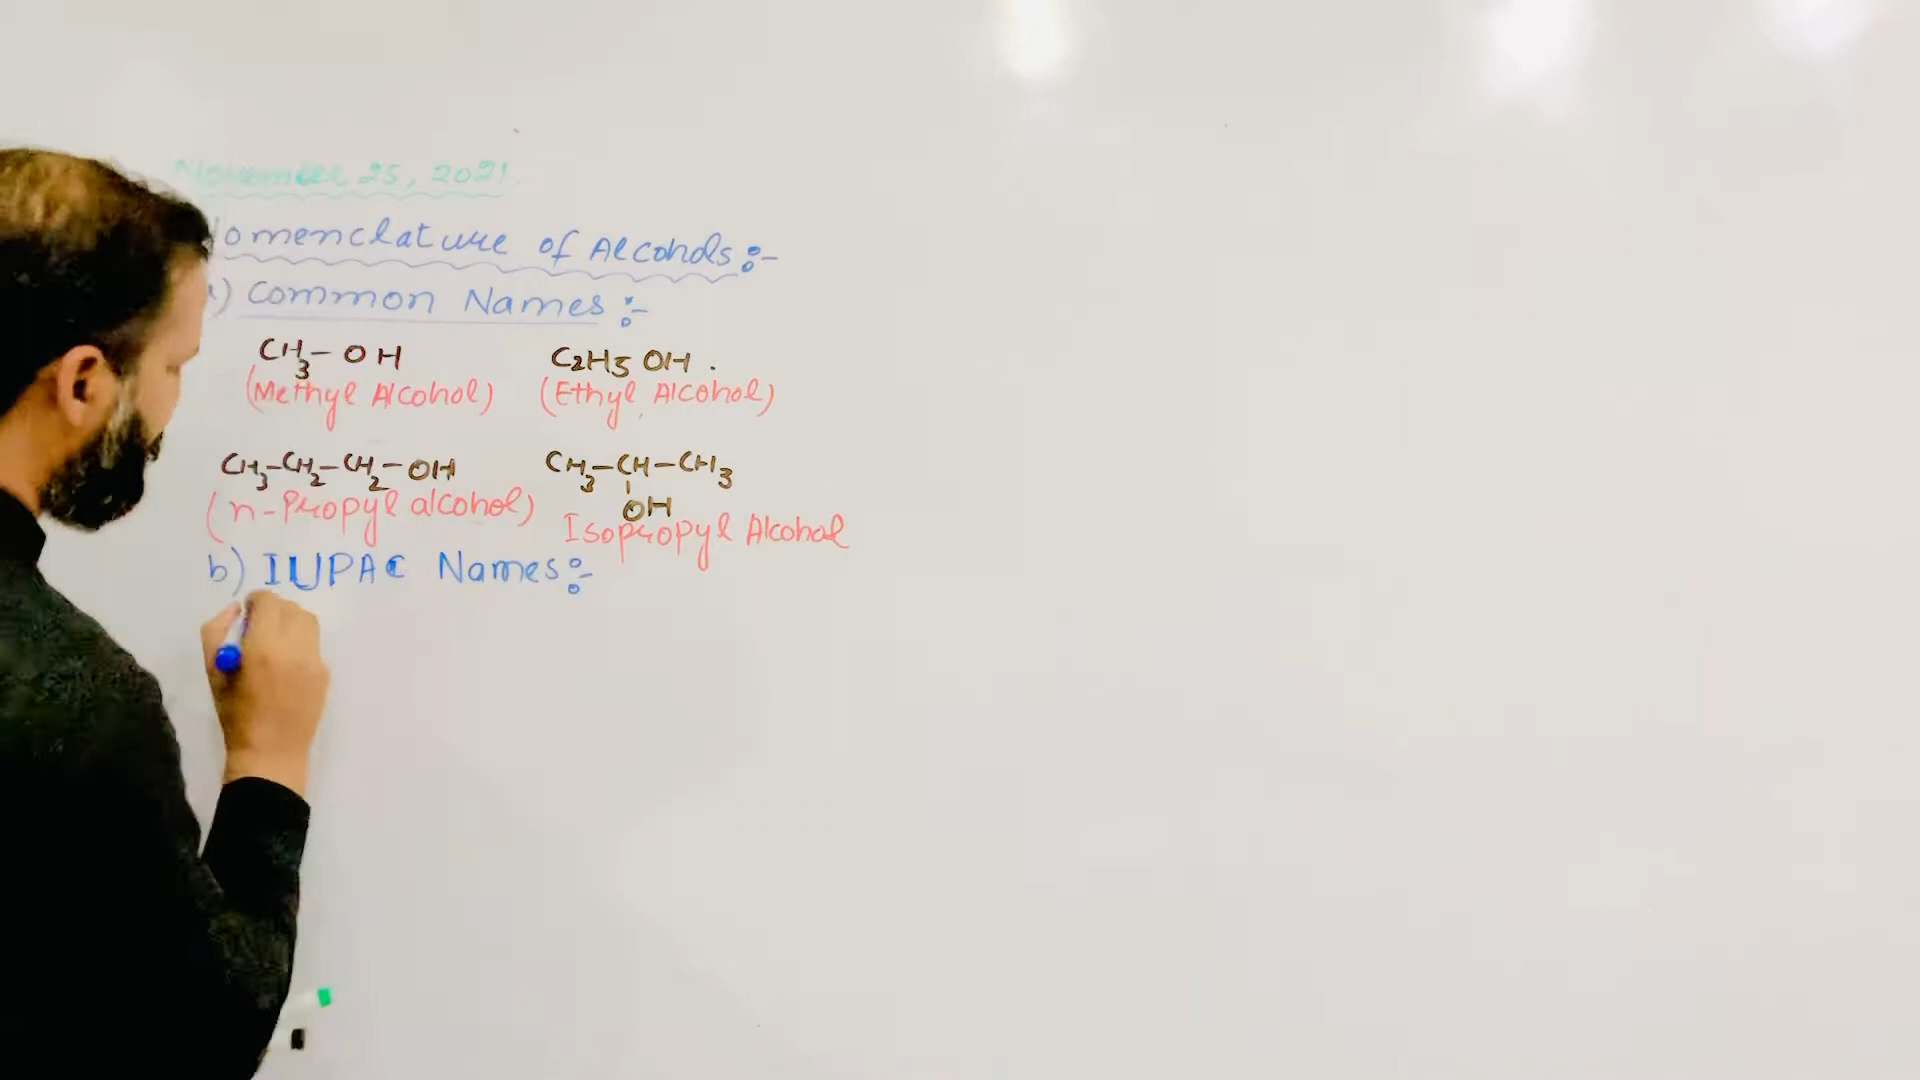 November 25, 2021.
Nomenclature of Alcohols:-
a) Common Names:-
CH3-OH C2H5 OH.
(Methyl Alcohol) (Ethyl Alcohol)
CH3-CH2-CH2-OH CH3-CH-CH3
OH
(n-Propyl alcohol) Isopropyl Alcohol
b) IUPAC Names:-